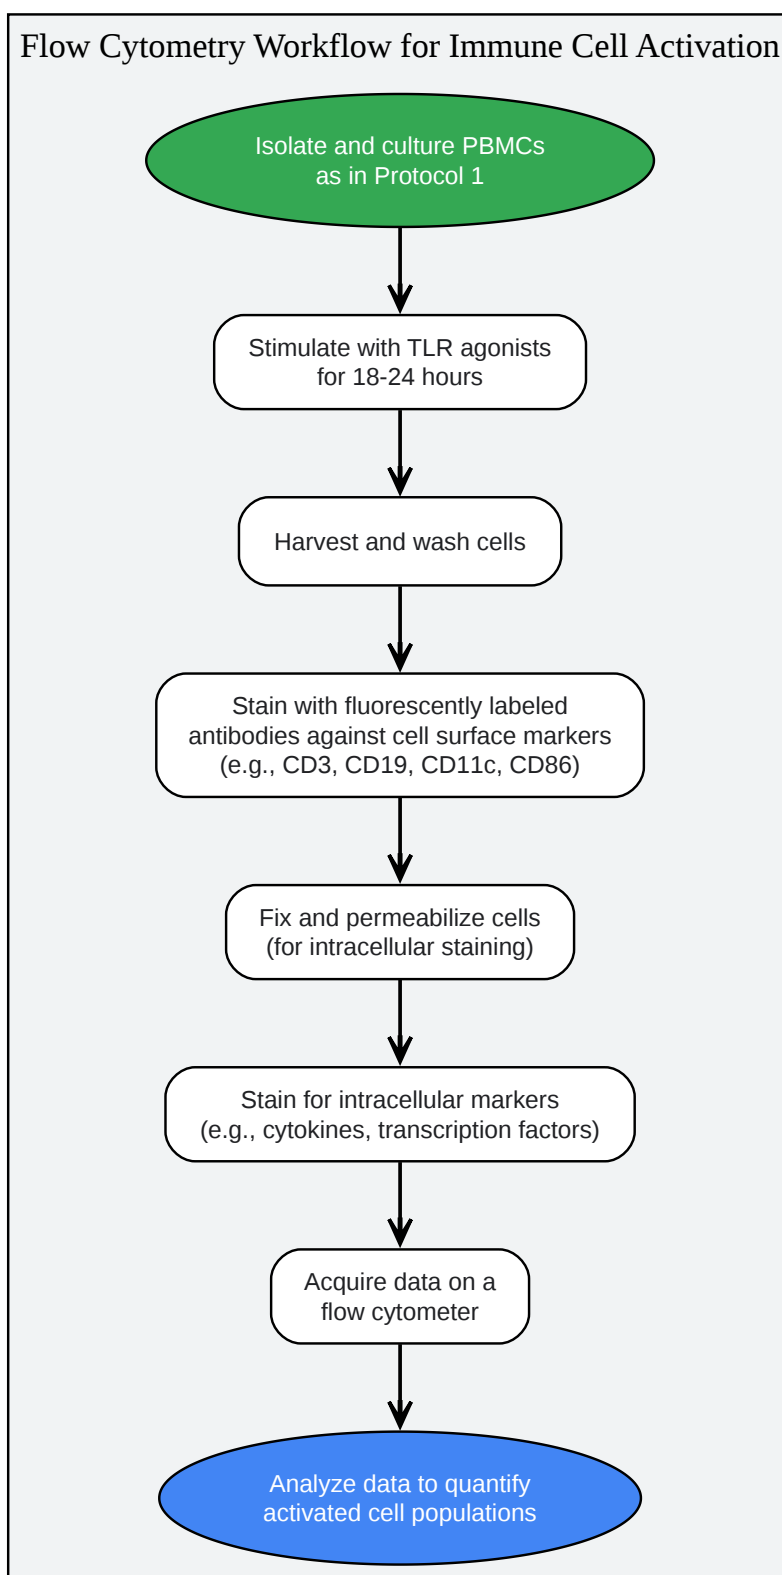 Flow Cytometry Workflow for Immune Cell Activation
Isolate and culture PBMCs
as in Protocol 1
Stimulate with TLR agonists
for 18-24 hours
Harvest and wash cells
Stain with fluorescently labeled
antibodies against cell surface markers
(e.g., CD3, CD19, CD11c, CD86)
Fix and permeabilize cells
(for intracellular staining)
Stain for intracellular markers
(e.g., cytokines, transcription factors)
Acquire data on a
flow cytometer
Analyze data to quantify
activated cell populations